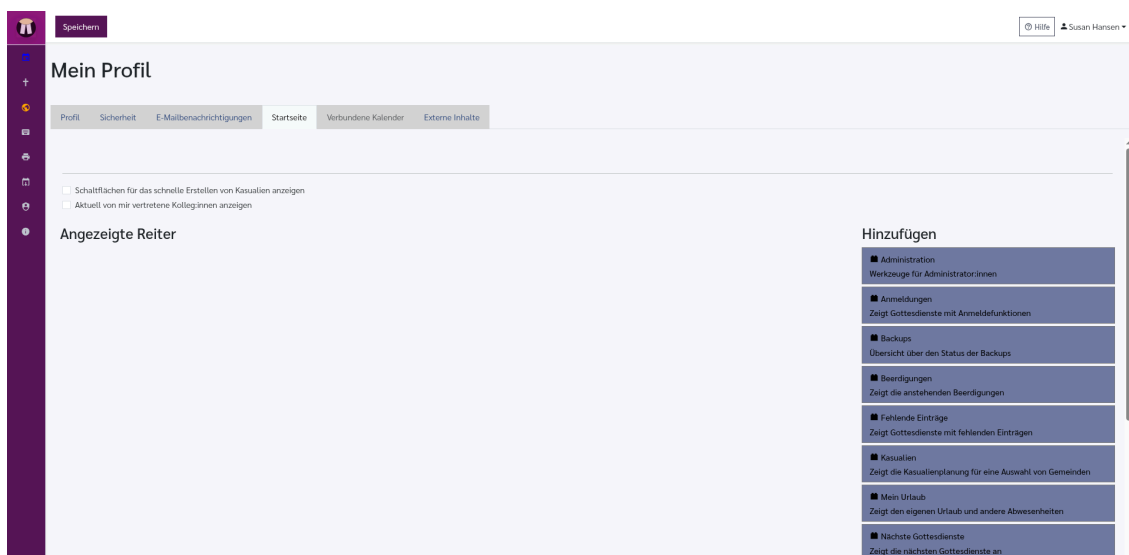 Speichern
Hilfe
Susan Hansen
Mein Profil
Profil
Sicherheit
E-Mailbenachrichtigungen
Startseite
Verbundene Kalender
Externe Inhalte
Schaltflächen für das schnelle Erstellen von Kasualien anzeigen
Aktuell von mir vertretene Kolleg:innen anzeigen
Angezeigte Reiter
Hinzufügen
Administration
Werkzeuge für Administrator:innen
Anmeldungen
Zeigt Gottesdienste mit Anmeldefunktionen
Backups
Übersicht über den Status der Backups
Beerdigungen
Zeigt die anstehenden Beerdigungen
Fehlende Einträge
Zeigt Gottesdienste mit fehlenden Einträgen
Kasualien
Zeigt die Kasualienplanung für eine Auswahl von Gemeinden
Mein Urlaub
Zeigt den eigenen Urlaub und andere Abwesenheiten
Nächste Gottesdienste
Zeigt die nächsten Gottesdienste an